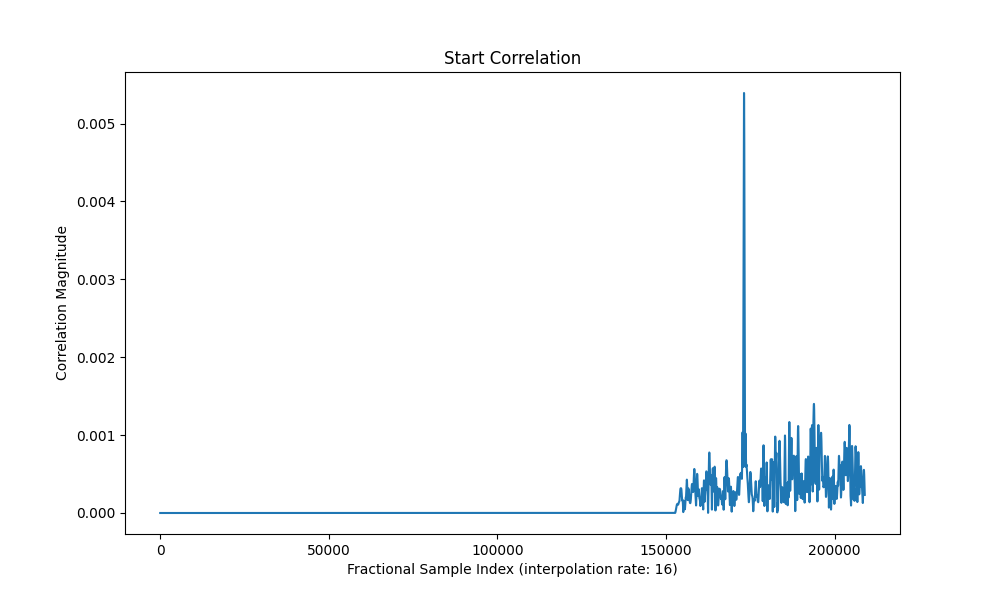 Start Correlation
Correlation Magnitude
0.005
0.004
0.003
0.002
0.001
0.000
0 50000 100000 150000 200000
Fractional Sample Index (interpolation rate: 16)